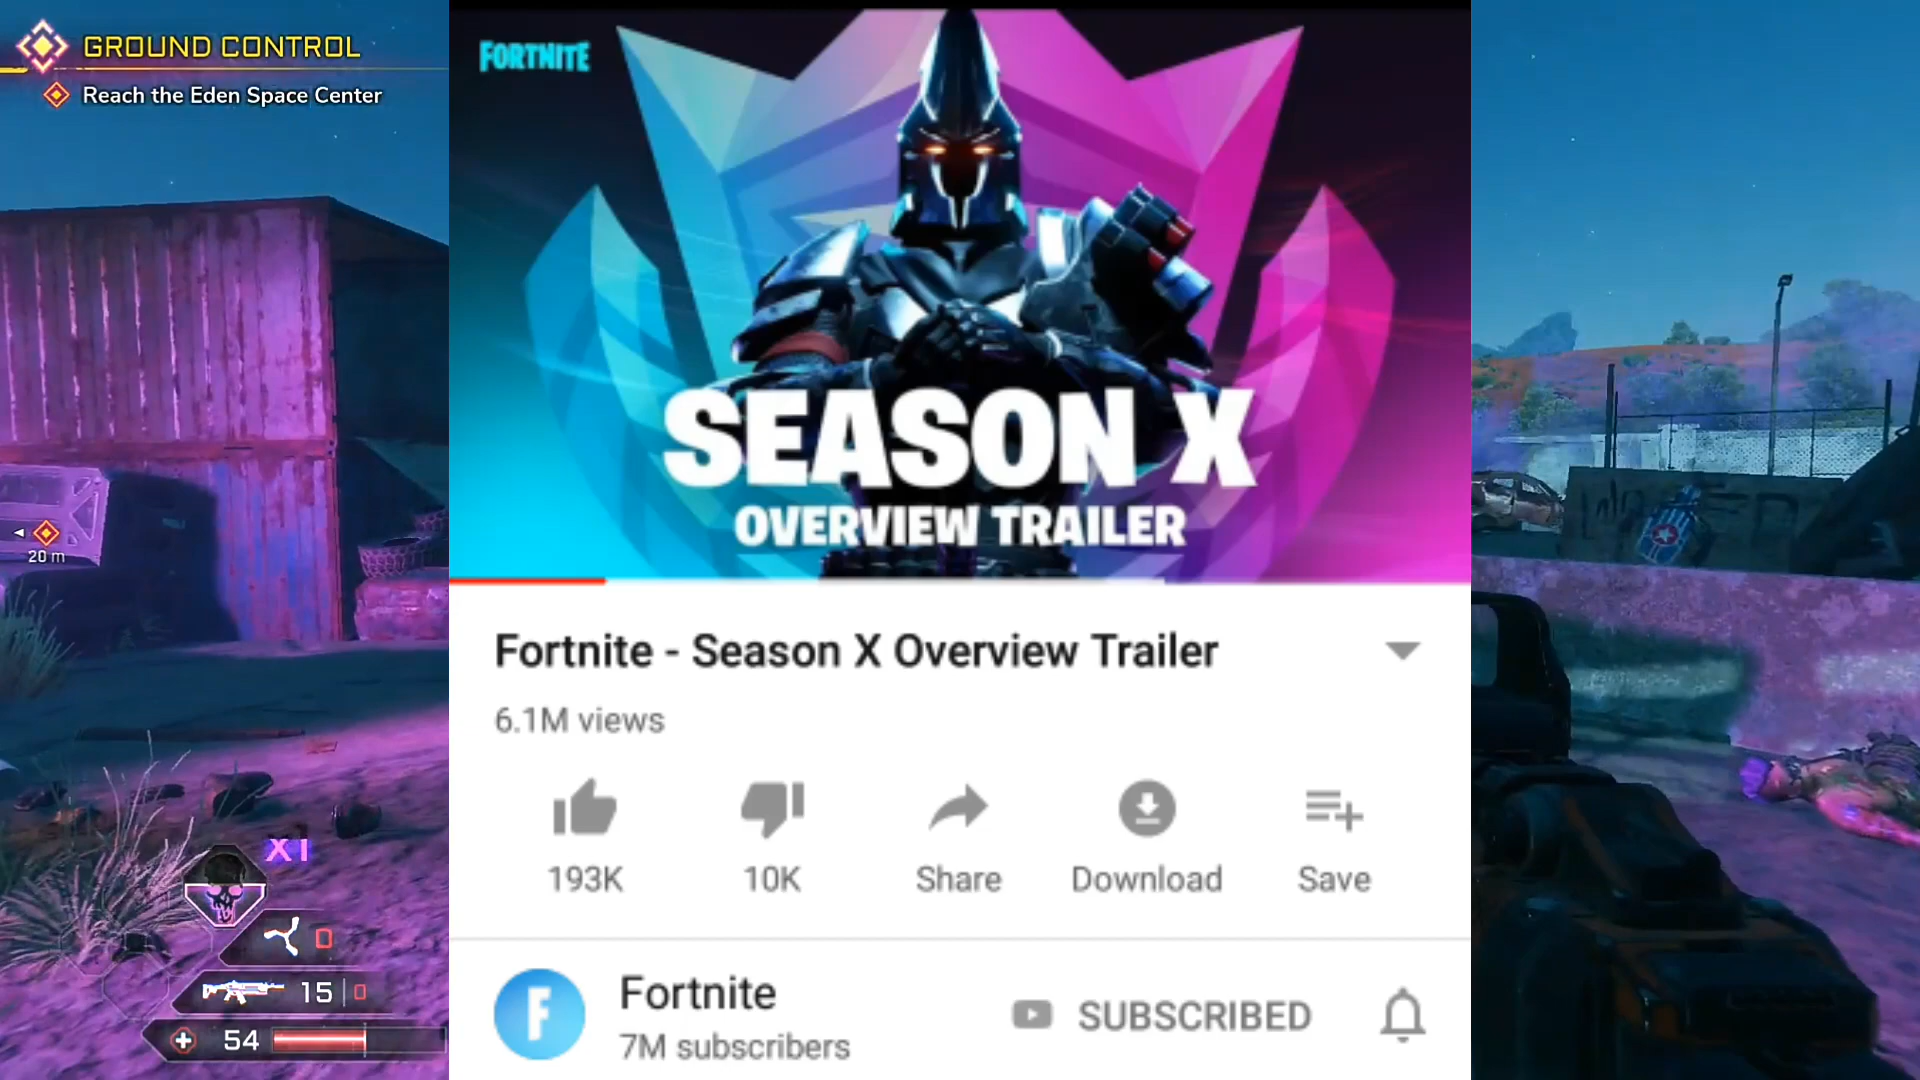 GROUND CONTROL
Reach the Eden Space Center
20 m
X1
0
15 | 0
54
FORTNITE
SEASON X
OVERVIEW TRAILER
Fortnite - Season X Overview Trailer
6.1M views
193K
10K
Share
Download
Save
F
Fortnite
7M subscribers
SUBSCRIBED